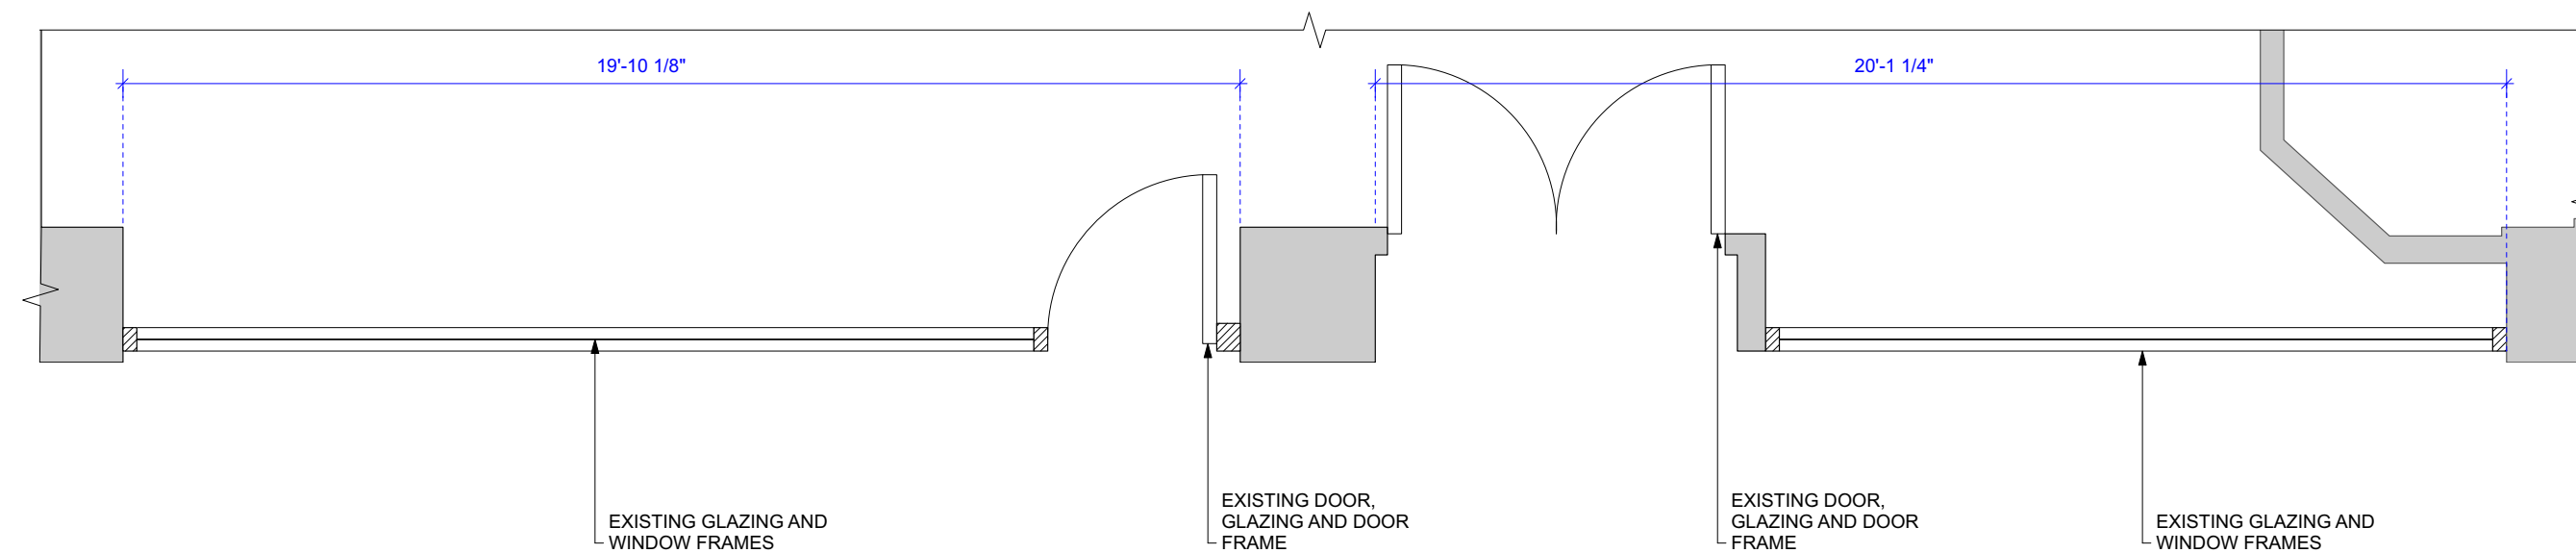 19'-10 1/8"
20'-1 1/4"
EXISTING GLAZING AND
WINDOW FRAMES
EXISTING DOOR,
GLAZING AND DOOR
FRAME
EXISTING DOOR,
GLAZING AND DOOR
FRAME
EXISTING GLAZING AND
WINDOW FRAMES